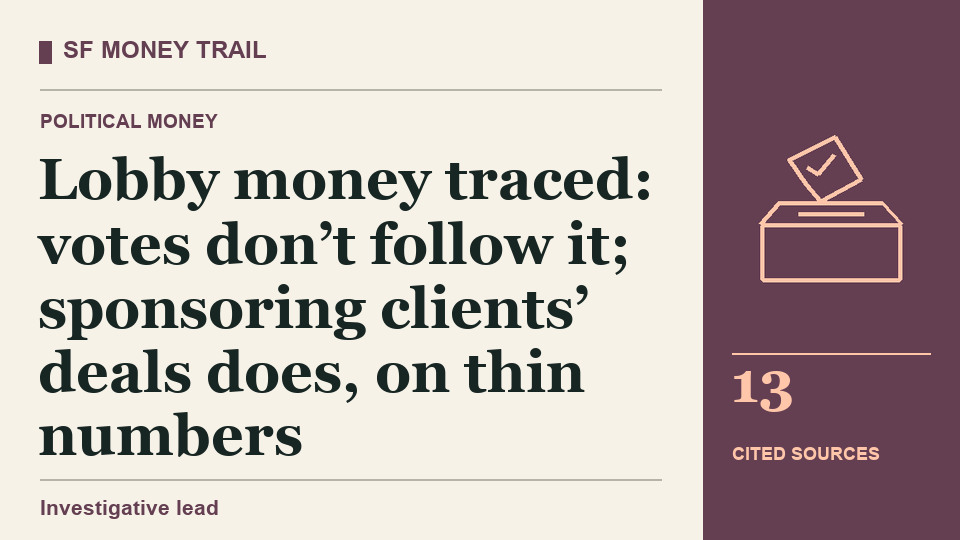 SF MONEY TRAIL
POLITICAL MONEY
Lobby money traced:
votes don’t follow it;
sponsoring clients’
deals does, on thin
numbers
Investigative lead
13
CITED SOURCES